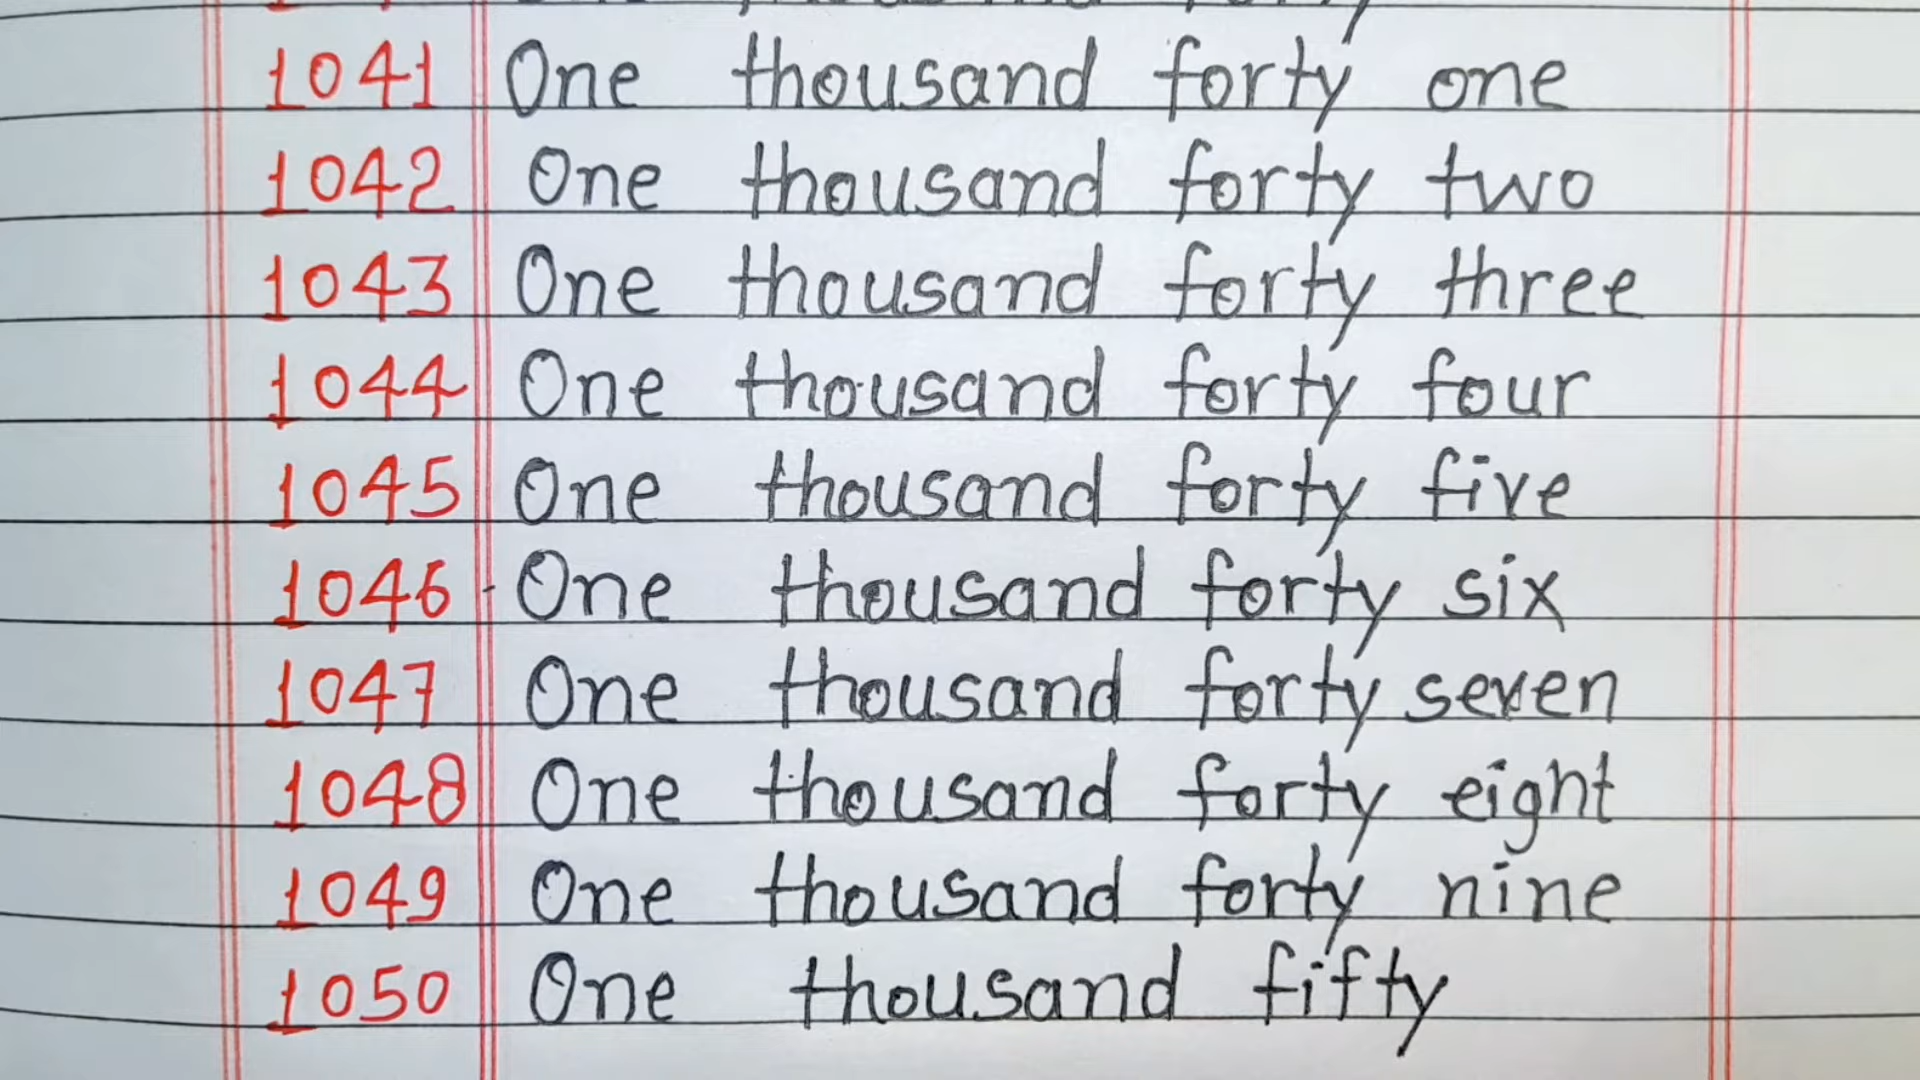 1041 One thousand forty one
1042 One thousand forty two
1043 One thousand forty three
1044 One thousand forty four
1045 One thousand forty five
1046 One thousand forty six
1047 One thousand forty seven
1048 One thousand forty eight
1049 One thousand forty nine
1050 One thousand fifty